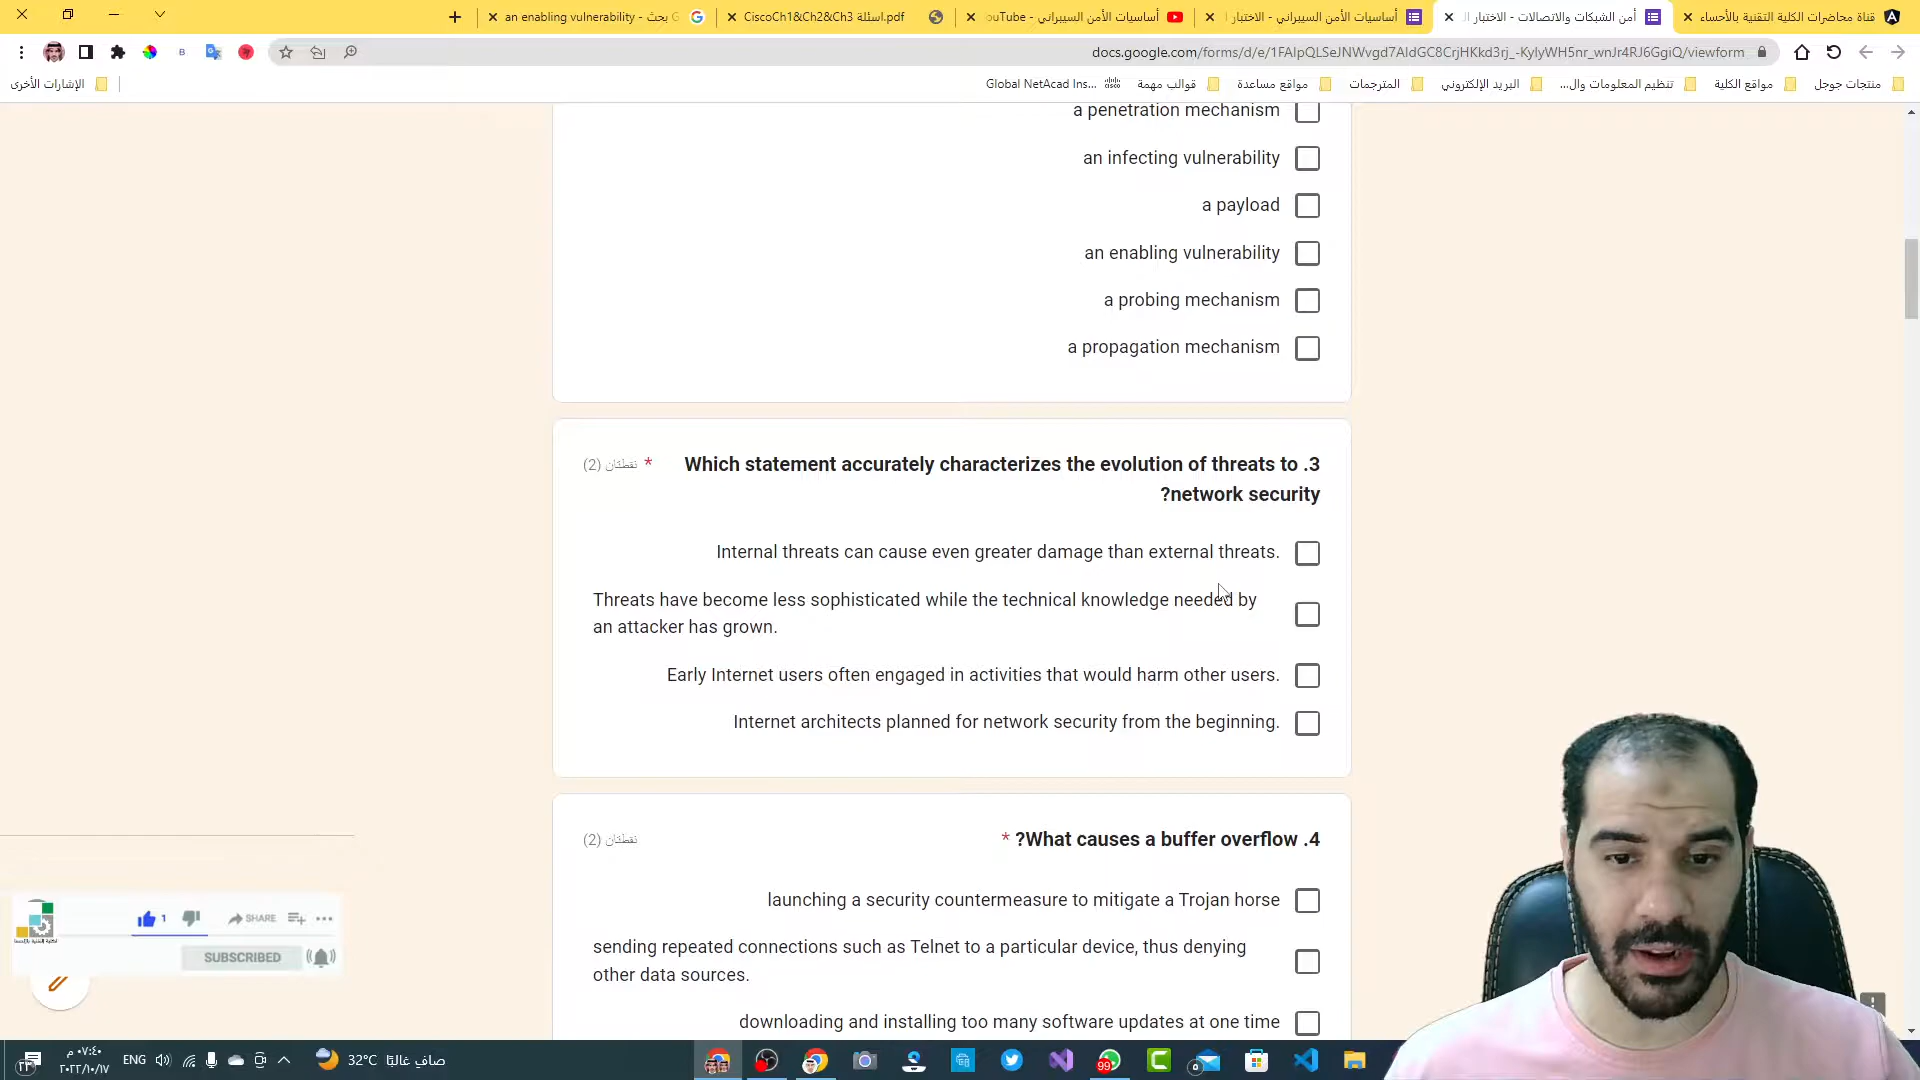 an enabling vulnerability - بحث G
CiscoCh1&Ch2&Ch3 اسئلة.pdf
أساسيات الأمن السيبراني - YouTube
أساسيات الأمن السيبراني - الاختبار ا
أمن الشبكات والاتصالات - الاختبار ال
قناة محاضرات الكلية التقنية بالأحساء
docs.google.com/forms/d/e/1FAIpQLSeJNWvgd7AldGC8CrjHKkd3rj_-KylyWH5nr_wnJr4RJ6GgiQ/viewform
الإشارات الأخرى
Global NetAcad Ins...
قوالب مهمة
مواقع مساعدة
المترجمات
البريد الإلكتروني
تنظيم المعلومات وال...
مواقع الكلية
منتجات جوجل
a penetration mechanism
an infecting vulnerability
a payload
an enabling vulnerability
a probing mechanism
a propagation mechanism
(2) نقطتان
* Which statement accurately characterizes the evolution of threats to .3
?network security
Internal threats can cause even greater damage than external threats.
Threats have become less sophisticated while the technical knowledge needed by
an attacker has grown.
Early Internet users often engaged in activities that would harm other users.
Internet architects planned for network security from the beginning.
(2) نقطتان
* ?What causes a buffer overflow .4
launching a security countermeasure to mitigate a Trojan horse
sending repeated connections such as Telnet to a particular device, thus denying
other data sources.
downloading and installing too many software updates at one time
1
SHARE
SUBSCRIBED
٠٧:٤٠ م
٢٠٢٢/١٠/١٧
ENG
32°C صاف غالبًا
99